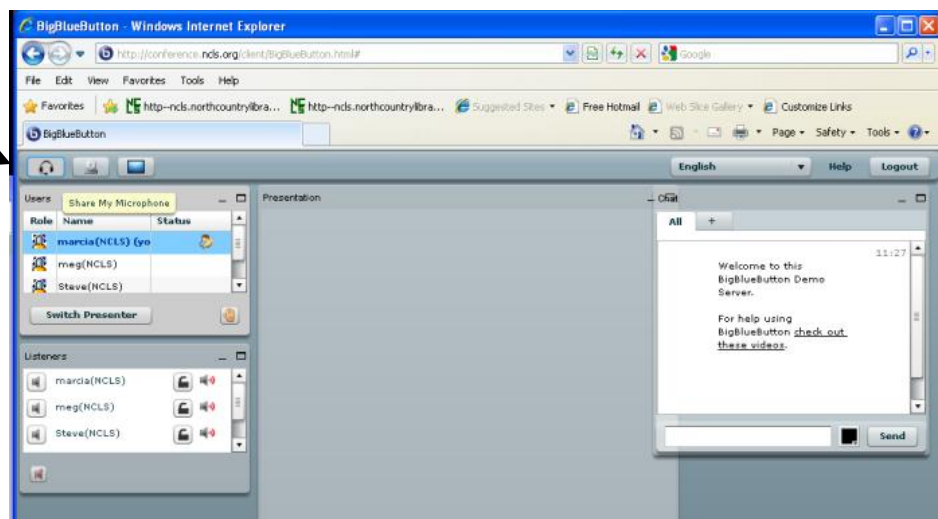 BigBlueButton - Windows Internet Explorer
http://conference.ncls.org/client/BigBlueButton.html#
Google
File Edit View Favorites Tools Help
Favorites http--ncls.northcountrylibra... http--ncls.northcountrylibra... Suggested Sites Free Hotmail Web Slice Gallery Customize Links
BigBlueButton
Page Safety Tools
English Help Logout
Users
Share My Microphone
Presentation
Chat
Role Name Status
All +
marcia(NCLS) (yo
11:27
meg(NCLS)
Steve(NCLS)
Welcome to this
BigBlueButton Demo
Server.
Switch Presenter
For help using
BigBlueButton check out
these videos.
Listeners
marcia(NCLS)
meg(NCLS)
Steve(NCLS)
Send